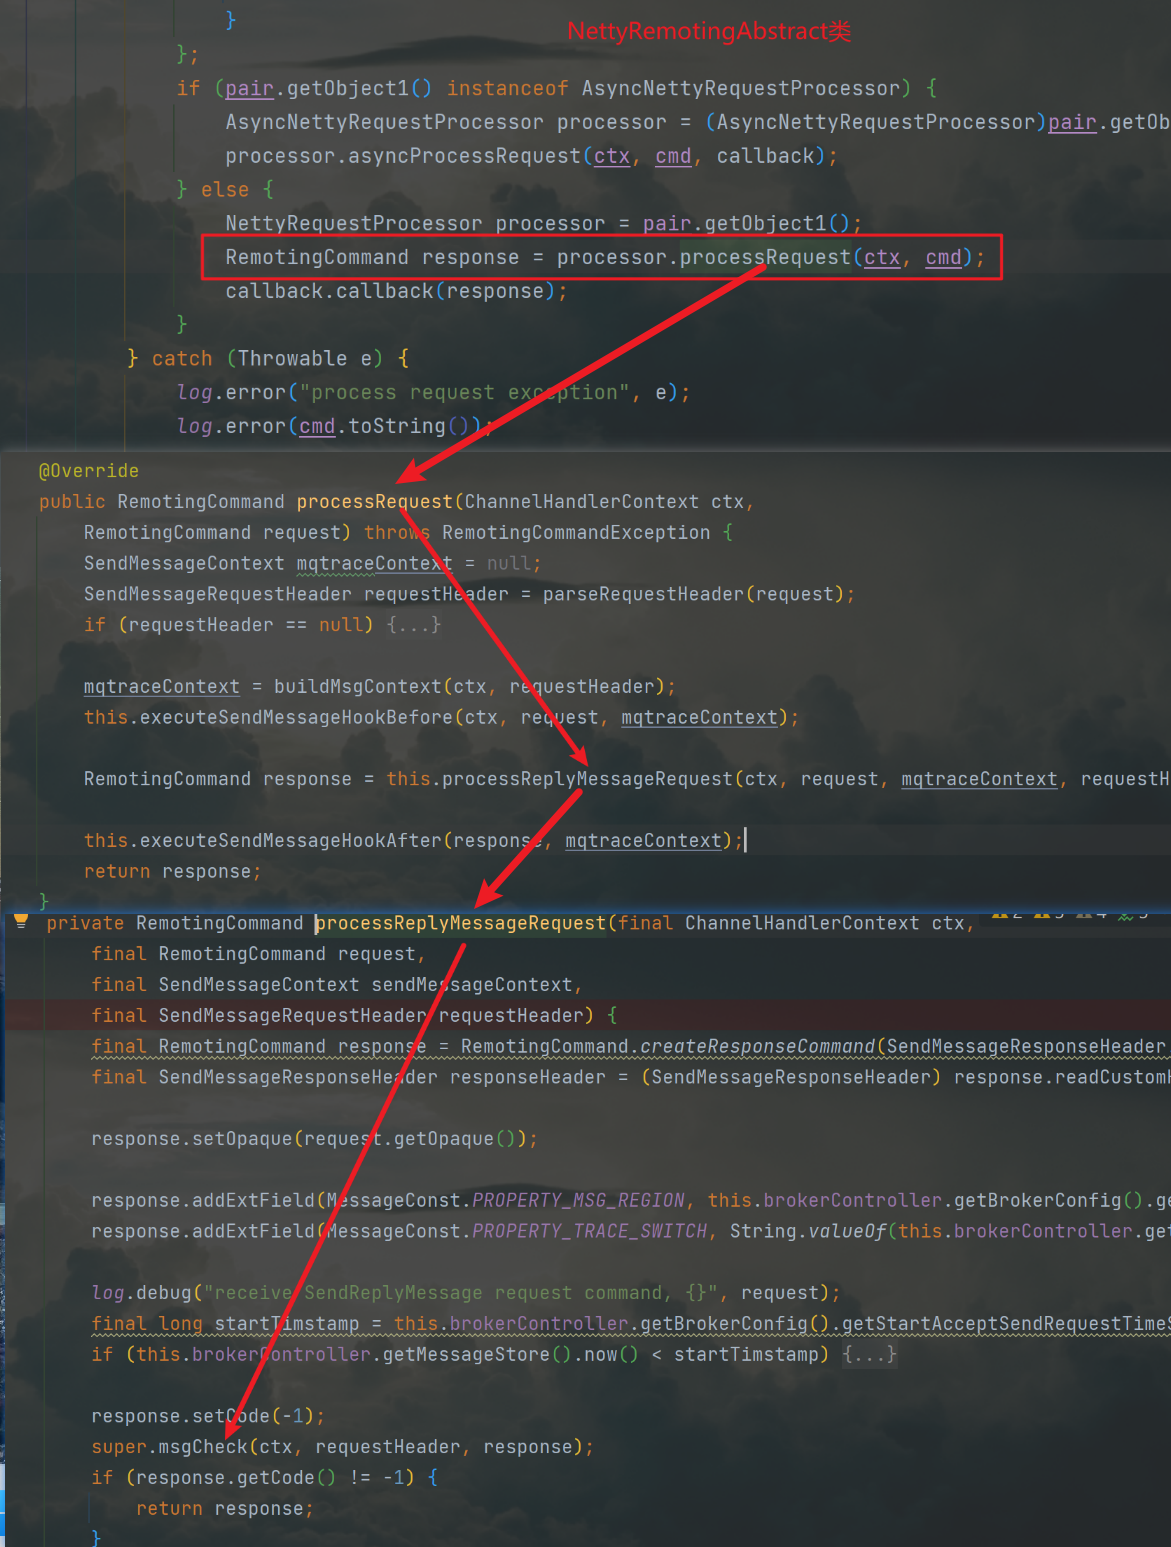 }
NettyRemotingAbstract类
};
if (pair.getObject1() instanceof AsyncNettyRequestProcessor) {
AsyncNettyRequestProcessor processor = (AsyncNettyRequestProcessor)pair.getOb
processor.asyncProcessRequest(ctx, cmd, callback);
} else {
NettyRequestProcessor processor = pair.getObject1();
RemotingCommand response = processor.processRequest(ctx, cmd);
callback.callback(response);
}
} catch (Throwable e) {
log.error("process request exception", e);
log.error(cmd.toString());
@Override
public RemotingCommand processRequest(ChannelHandlerContext ctx,
RemotingCommand request) throws RemotingCommandException {
SendMessageContext mqtraceContext = null;
SendMessageRequestHeader requestHeader = parseRequestHeader(request);
if (requestHeader == null) {...}
mqtraceContext = buildMsgContext(ctx, requestHeader);
this.executeSendMessageHookBefore(ctx, request, mqtraceContext);
RemotingCommand response = this.processReplyMessageRequest(ctx, request, mqtraceContext, requestH
this.executeSendMessageHookAfter(response, mqtraceContext);
return response;
}
private RemotingCommand processReplyMessageRequest(final ChannelHandlerContext ctx,
final RemotingCommand request,
final SendMessageContext sendMessageContext,
final SendMessageRequestHeader requestHeader) {
final RemotingCommand response = RemotingCommand.createResponseCommand(SendMessageResponseHeader.
final SendMessageResponseHeader responseHeader = (SendMessageResponseHeader) response.readCustomH
response.setOpaque(request.getOpaque());
response.addExtField(MessageConst.PROPERTY_MSG_REGION, this.brokerController.getBrokerConfig().ge
response.addExtField(MessageConst.PROPERTY_TRACE_SWITCH, String.valueOf(this.brokerController.get
log.debug("receive SendReplyMessage request command, {}", request);
final long startTimstamp = this.brokerController.getBrokerConfig().getStartAcceptSendRequestTimeS
if (this.brokerController.getMessageStore().now() < startTimstamp) {...}
response.setCode(-1);
super.msgCheck(ctx, requestHeader, response);
if (response.getCode() != -1) {
return response;
}